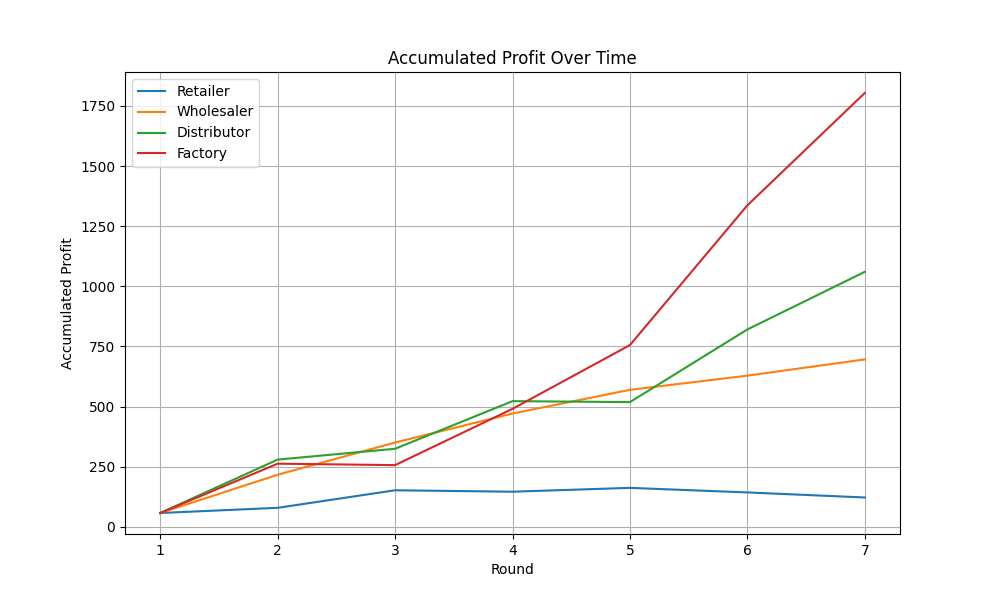 Accumulated Profit Over Time
Retailer
Wholesaler
Distributor
Factory
Accumulated Profit
1750
1500
1250
1000
750
500
250
0
1 2 3 4 5 6 7
Round